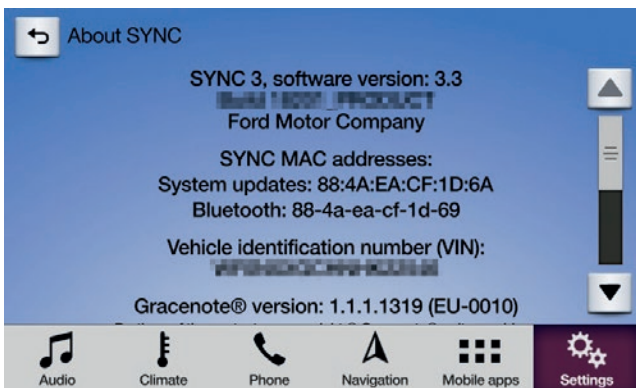 About SYNC
SYNC 3, software version: 3.3
Ford Motor Company
SYNC MAC addresses:
System updates: 88:4A:EA:CF:1D:6A
Bluetooth: 88-4a-ea-cf-1d-69
Vehicle identification number (VIN):
Gracenote® version: 1.1.1.1319 (EU-0010)
Audio
Climate
Phone
Navigation
Mobile apps
Settings